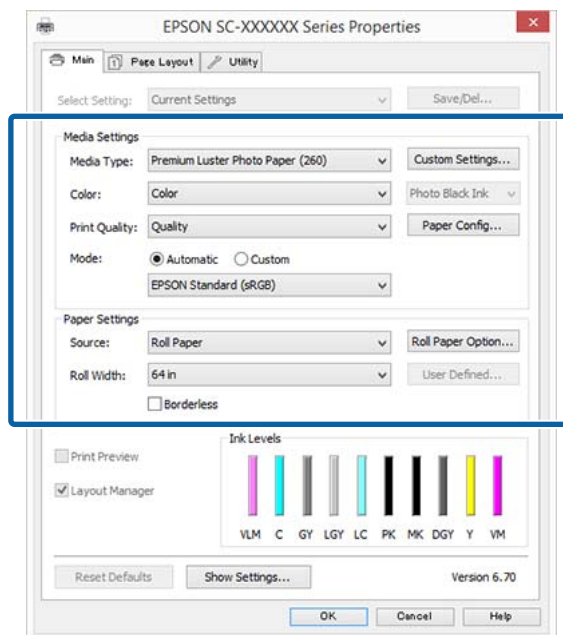 EPSON SC-XXXXXX Series Properties
Main Page Layout Utility
Select Setting: Current Settings Save/Del...
Media Settings
Media Type: Premium Luster Photo Paper (260) Custom Settings...
Color: Color Photo Black Ink
Print Quality: Quality Paper Config...
Mode: Automatic Custom
EPSON Standard (sRGB)
Paper Settings
Source: Roll Paper Roll Paper Option...
Roll Width: 64 in User Defined...
Borderless
Ink Levels
Print Preview
Layout Manager
VLM C GY LGY LC PK MK DGY Y VM
Reset Defaults Show Settings... Version 6.70
OK Cancel Help